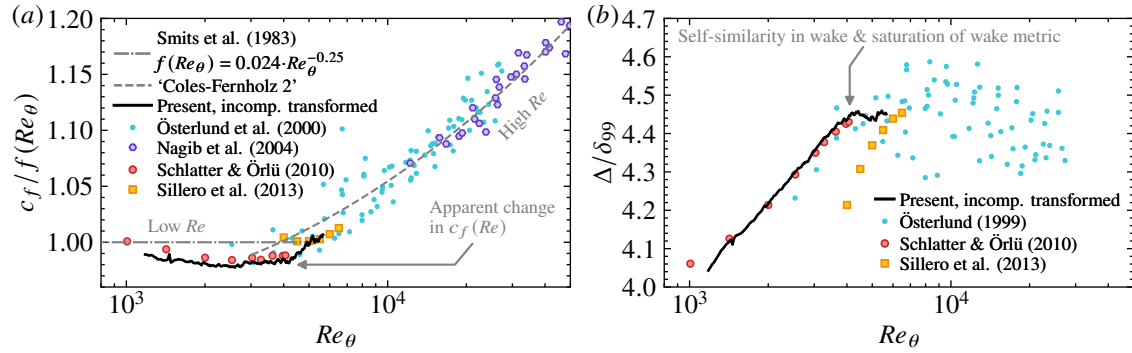 (a)
1.20
1.15
1.10
1.05
1.00
c_f / f (Re_θ)
Smits et al. (1983)
f(Re_θ) = 0.024·Re_θ^−0.25
'Coles-Fernholz 2'
Present, incomp. transformed
Österlund et al. (2000)
Nagib et al. (2004)
Schlatter & Örlü (2010)
Sillero et al. (2013)
High Re
Low Re
Apparent change
in c_f (Re)
10^3
10^4
Re_θ
(b)
4.6
4.5
4.4
4.3
4.2
4.1
4.0
Δ/δ_99
Self-similarity in wake & saturation of wake metric
Present, incomp. transformed
Österlund (1999)
Schlatter & Örlü (2010)
Sillero et al. (2013)
10^3
10^4
Re_θ